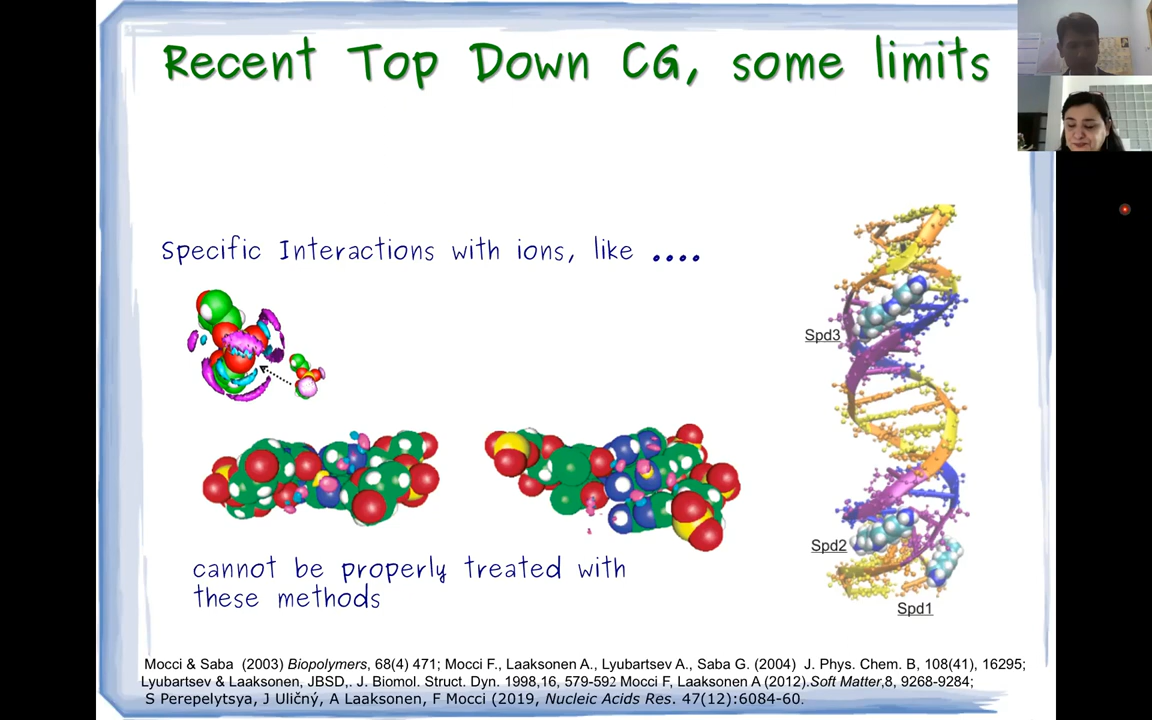 Recent Top Down CG, some limits
Specific Interactions with ions, like ....
Spd3
Spd2
Spd1
cannot be properly treated with
these methods
Mocci & Saba (2003) Biopolymers, 68(4) 471; Mocci F., Laaksonen A., Lyubartsev A., Saba G. (2004) J. Phys. Chem. B, 108(41), 16295;
Lyubartsev & Laaksonen, JBSD,. J. Biomol. Struct. Dyn. 1998,16, 579-592 Mocci F, Laaksonen A (2012).Soft Matter,8, 9268-9284;
S Perepelytsya, J Uličný, A Laaksonen, F Mocci (2019, Nucleic Acids Res. 47(12):6084-60.